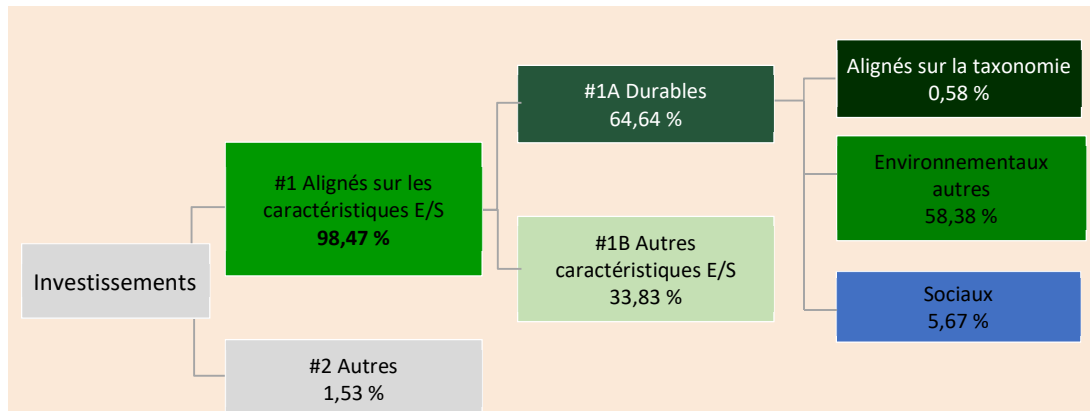 Investissements
#1 Alignés sur les
caractéristiques E/S
98,47 %
#2 Autres
1,53 %
#1A Durables
64,64 %
#1B Autres
caractéristiques E/S
33,83 %
Alignés sur la taxonomie
0,58 %
Environnementaux
autres
58,38 %
Sociaux
5,67 %